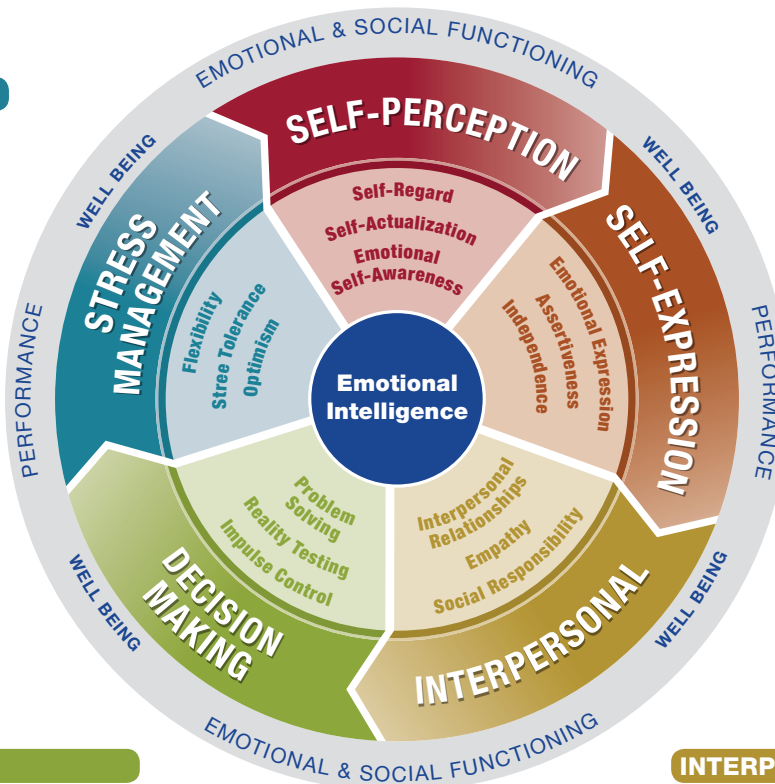 EMOTIONAL & SOCIAL FUNCTIONING
WELL BEING
WELL BEING
PERFORMANCE
PERFORMANCE
WELL BEING
WELL BEING
EMOTIONAL & SOCIAL FUNCTIONING
SELF-PERCEPTION
Self-Regard
Self-Actualization
Emotional
Self-Awareness
SELF-EXPRESSION
Emotional Expression
Assertiveness
Independence
INTERPERSONAL
Interpersonal
Relationships
Empathy
Social Responsibility
DECISION
MAKING
Problem
Solving
Reality Testing
Impulse Control
STRESS
MANAGEMENT
Flexibility
Stree Tolerance
Optimism
Emotional
Intelligence
INTERP